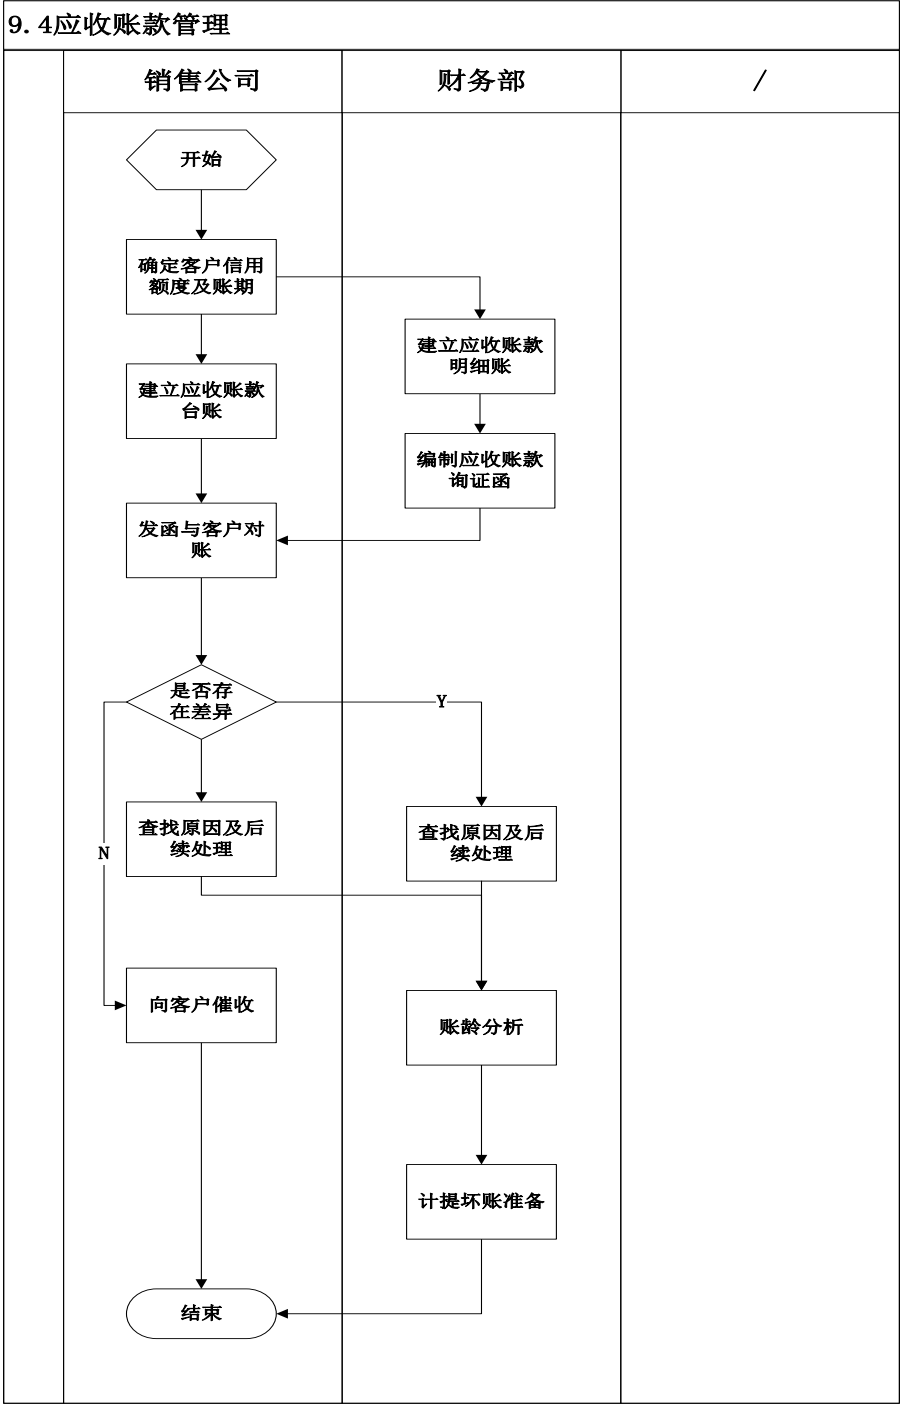 9.4应收账款管理
销售公司
财务部
/
开始
确定客户信用
额度及账期
建立应收账款
明细账
建立应收账款
台账
编制应收账款
询证函
发函与客户对
账
是否存
在差异
Y
N
查找原因及后
续处理
查找原因及后
续处理
向客户催收
账龄分析
计提坏账准备
结束